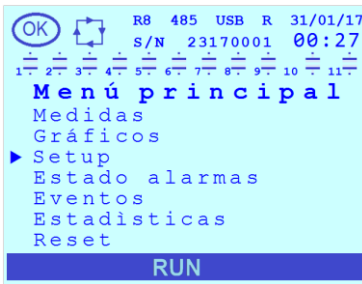 OK R8 485 USB R 31/01/17
S/N 23170001 00:27
1 2 3 4 5 6 7 8 9 10 11
Menú principal
Medidas
Gráficos
Setup
Estado alarmas
Eventos
Estadìsticas
Reset
RUN